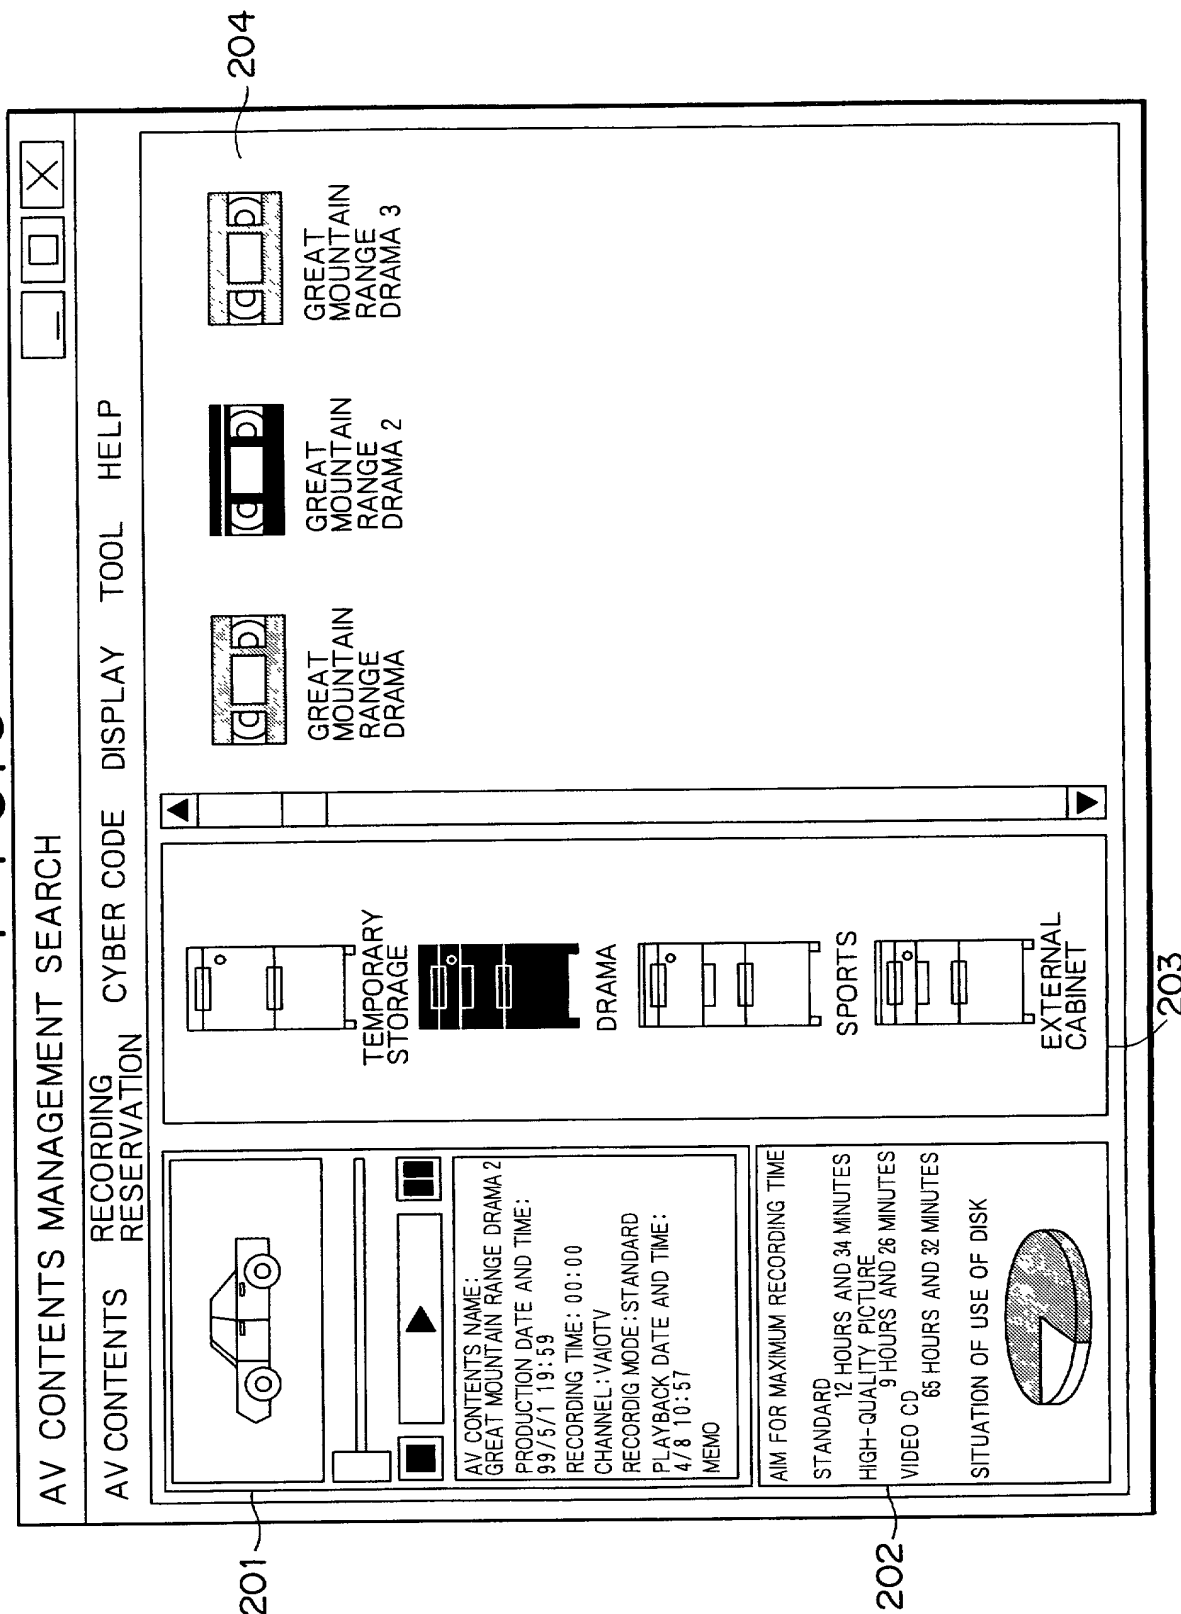 AV CONTENTS MANAGEMENT SEARCH
AV CONTENTS
RECORDING
RESERVATION
CYBER CODE
DISPLAY
TOOL
HELP
201
AV CONTENTS NAME:
GREAT MOUNTAIN RANGE DRAMA 2
PRODUCTION DATE AND TIME:
99/5/1 19:59
RECORDING TIME: 00:00
CHANNEL: VAIOTV
RECORDIG MODE: STANDARD
PLAYBACK DATE AND TIME:
4/8 10:57
MEMO
202
AIM FOR MAXIMUM RECORDING TIME
STANDARD
12 HOURS AND 34 MINUTES
HIGH-QUALITY PICTURE
9 HOURS AND 26 MINUTES
VIDEO CD
65 HOURS AND 32 MINUTES
SITUATION OF USE OF DISK
TEMPORARY
STORAGE
DRAMA
SPORTS
EXTERNAL
CABINET
203
GREAT
MOUNTAIN
RANGE
DRAMA
GREAT
MOUNTAIN
RANGE
DRAMA 2
GREAT
MOUNTAIN
RANGE
DRAMA 3
204